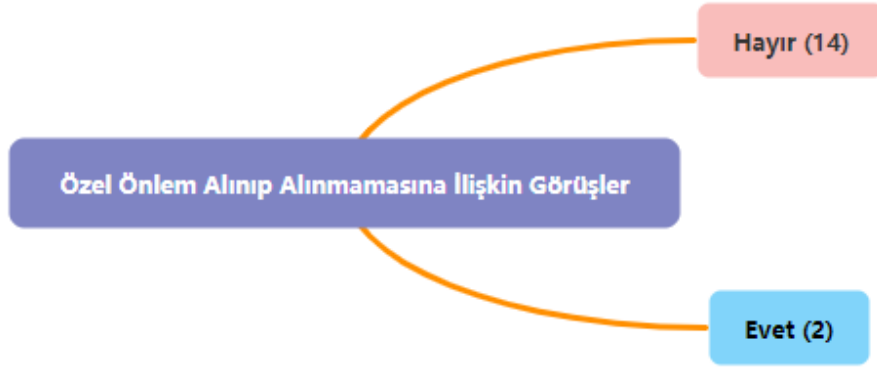 Hayır (14)
Özel Önlem Alınıp Alınmamasına İlişkin Görüşler
Evet (2)